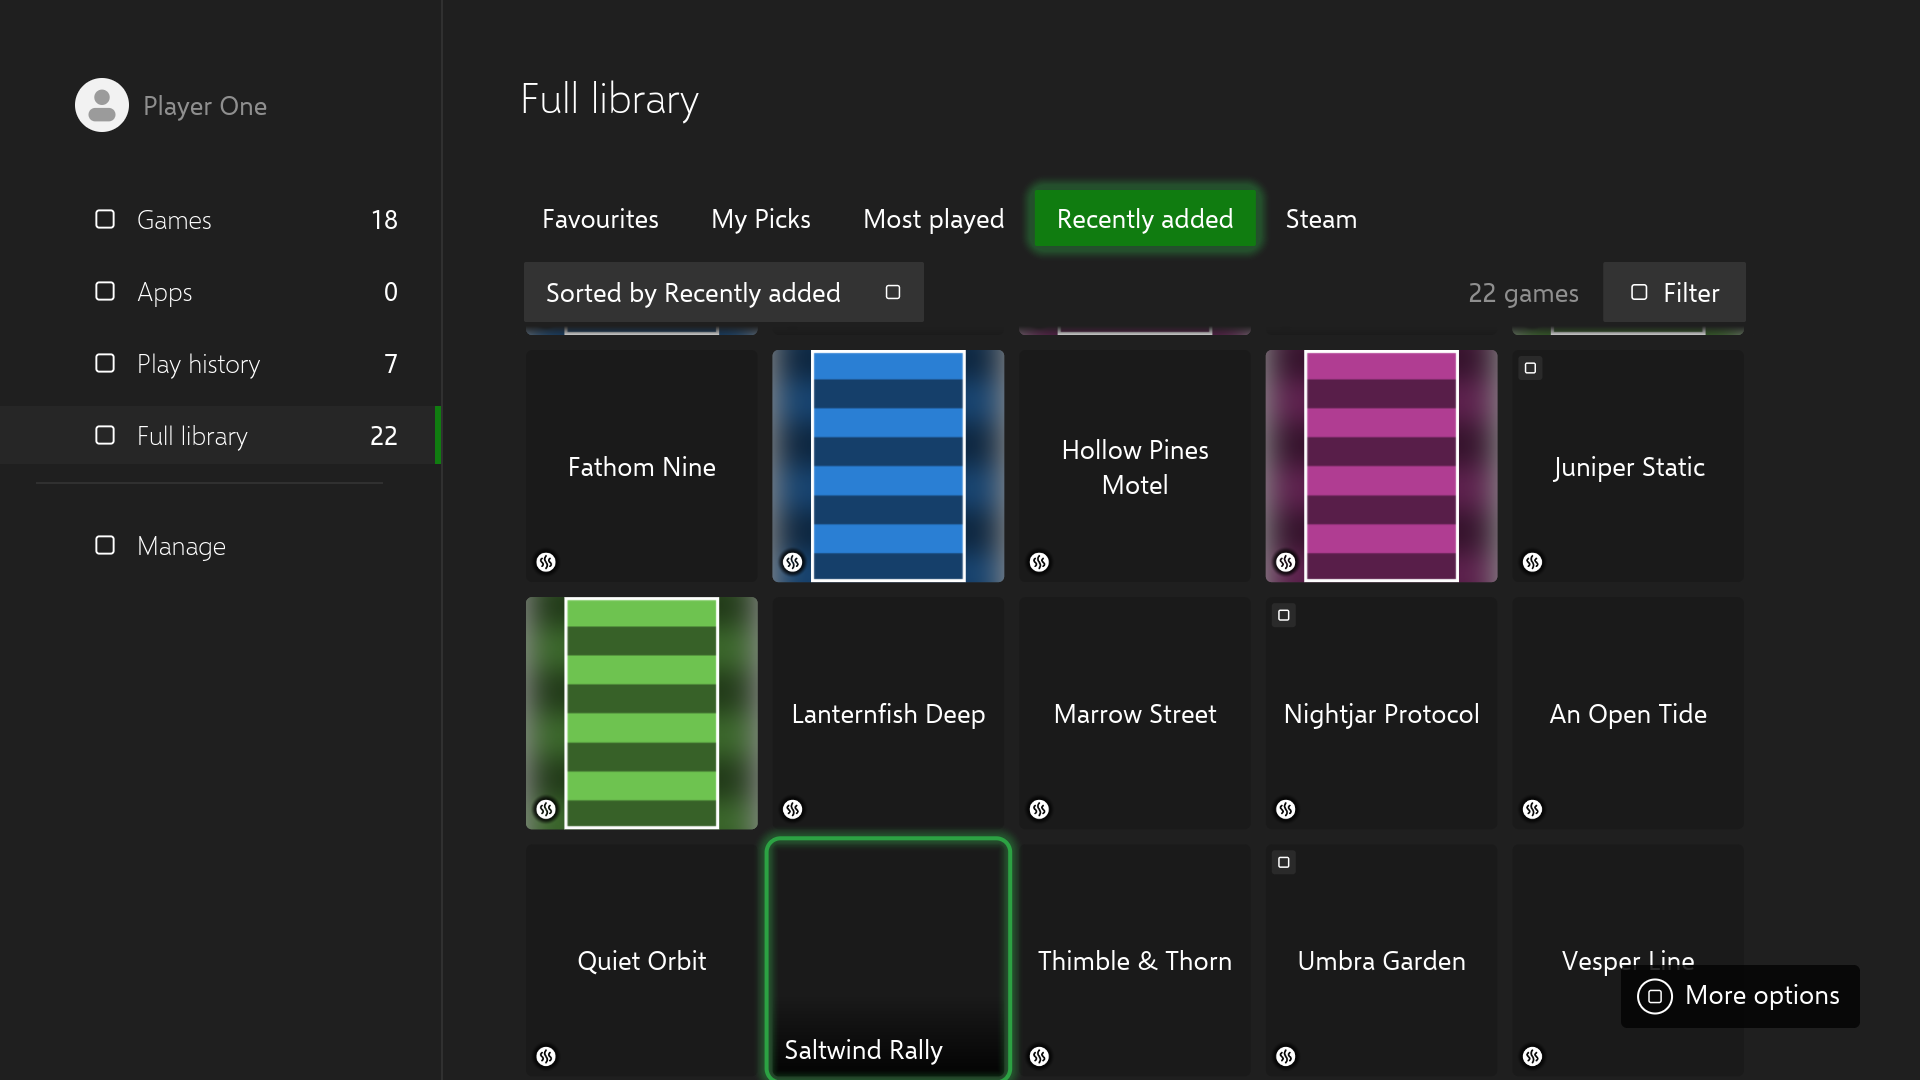 Player One
Games 18
Apps 0
Play history 7
Full library 22
Manage
Full library
Favourites My Picks Most played Recently added Steam
Sorted by Recently added
22 games
Filter
Fathom Nine
Hollow Pines
Motel
Juniper Static
Lanternfish Deep
Marrow Street
Nightjar Protocol
An Open Tide
Quiet Orbit
Saltwind Rally
Thimble & Thorn
Umbra Garden
Vesper Line
More options